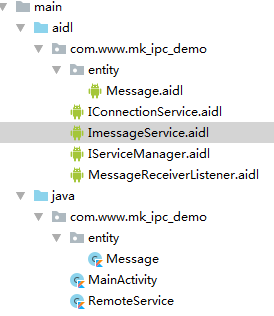 main
aidl
com.www.mk_ipc_demo
entity
Message.aidl
IConnectionService.aidl
ImessageService.aidl
IServiceManager.aidl
MessageReceiverListener.aidl
java
com.www.mk_ipc_demo
entity
Message
MainActivity
RemoteService